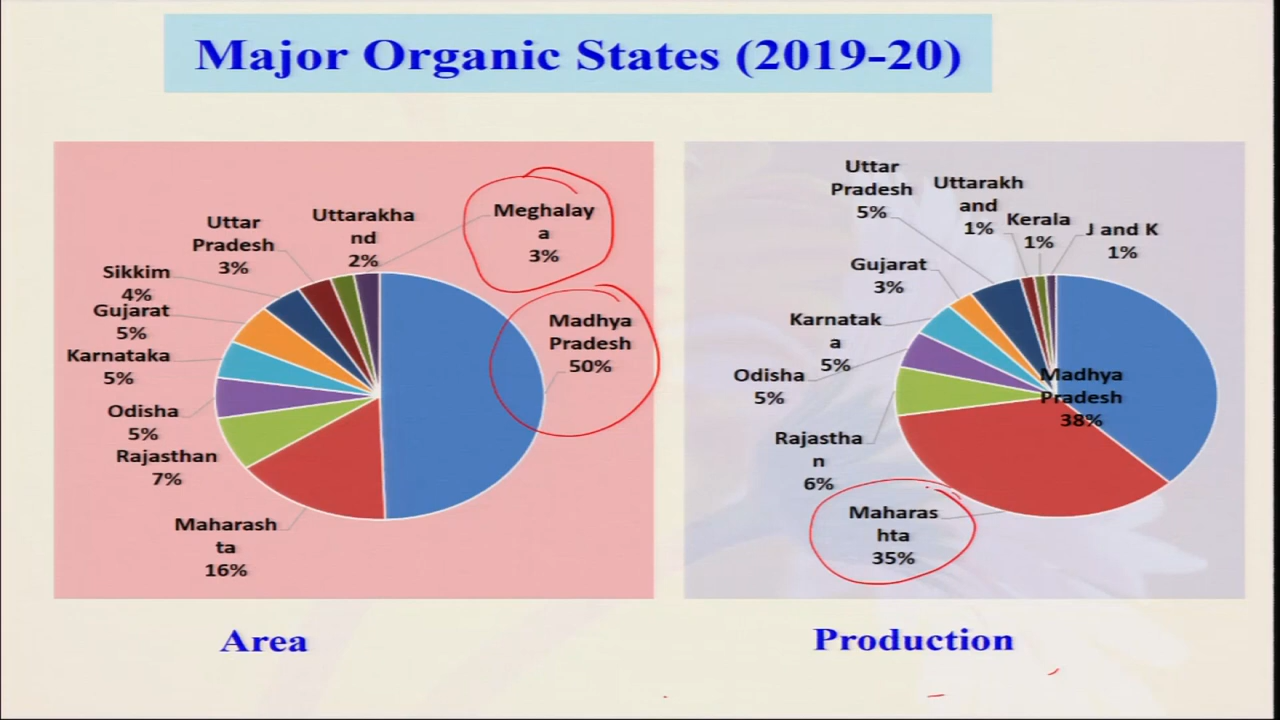 Major Organic States (2019-20)
Meghalay
a
3%
Uttarakha
nd
2%
Uttar
Pradesh
3%
Sikkim
4%
Gujarat
5%
Karnataka
5%
Odisha
5%
Rajasthan
7%
Maharash
ta
16%
Madhya
Pradesh
50%
Area
Uttar
Pradesh
5%
Uttarakh
and
1%
Kerala
1%
J and K
1%
Gujarat
3%
Karnatak
a
5%
Odisha
5%
Rajastha
n
6%
Maharas
hta
35%
Madhya
Pradesh
38%
Production